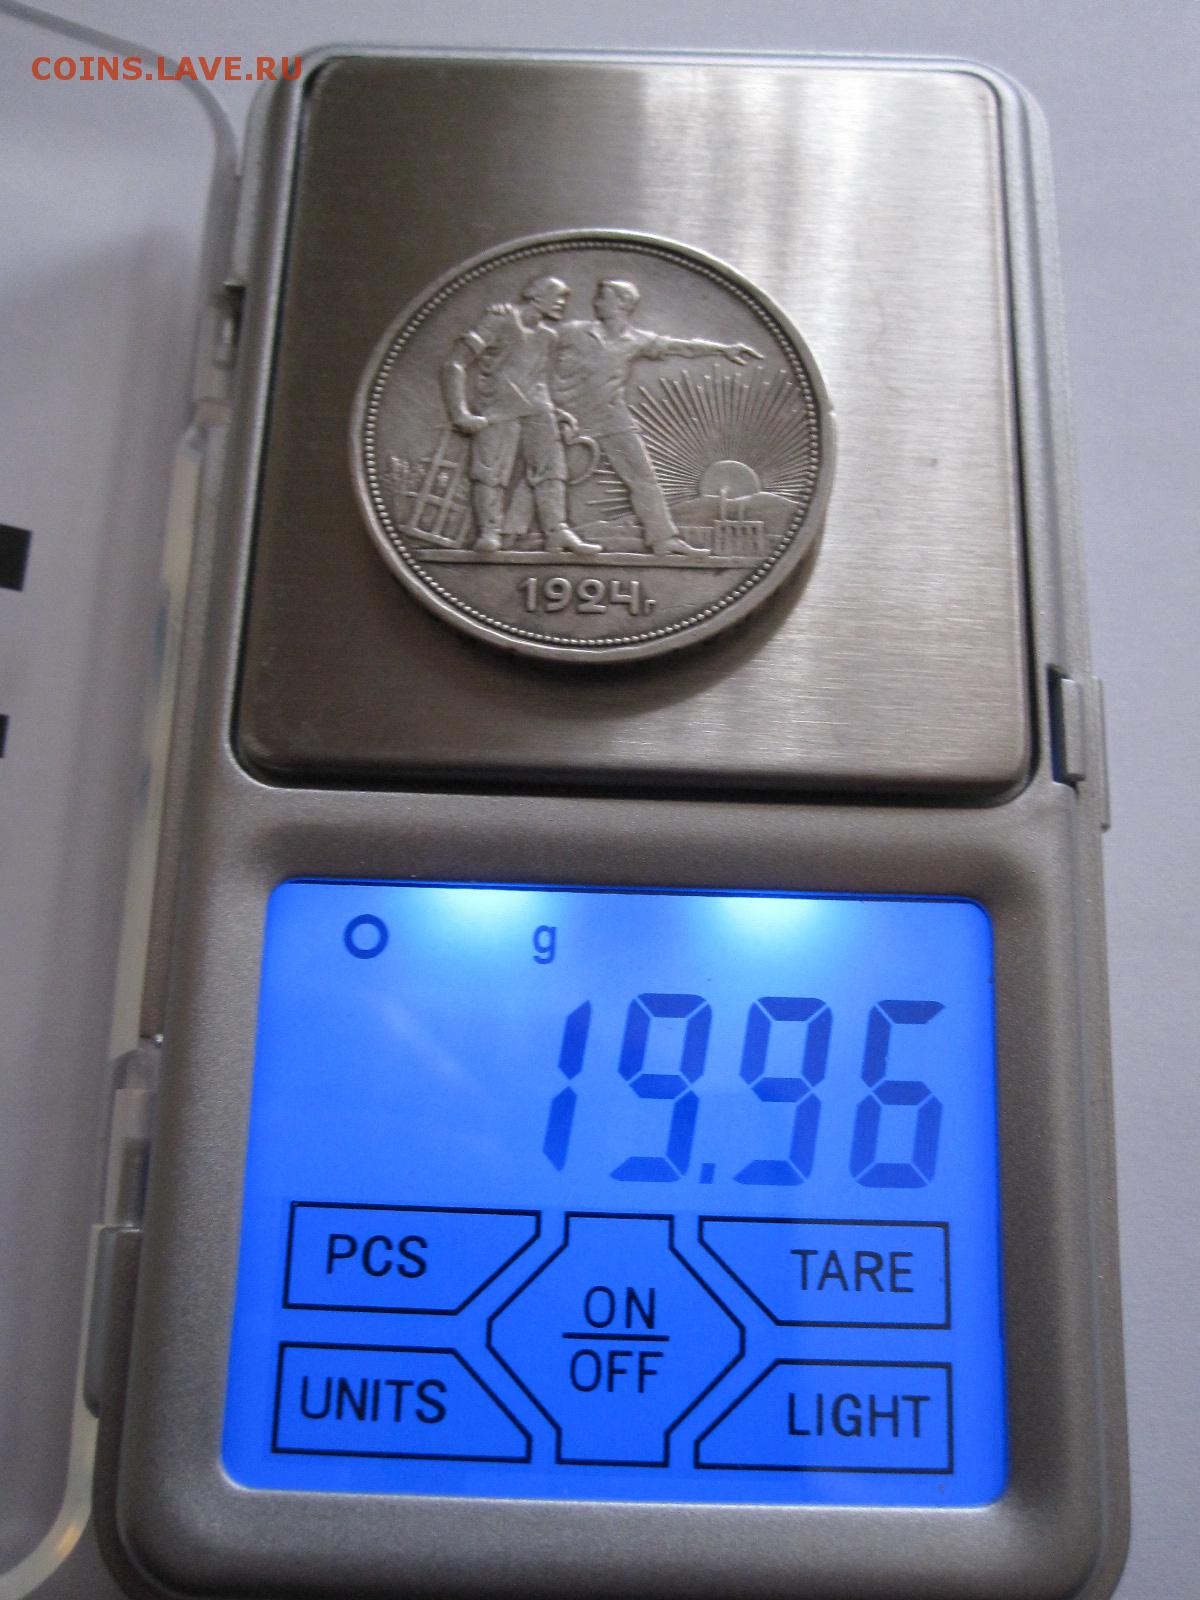 COINS.LAVE.RU
1924г
O g
19.96
PCS
TARE
ON
OFF
UNITS
LIGHT